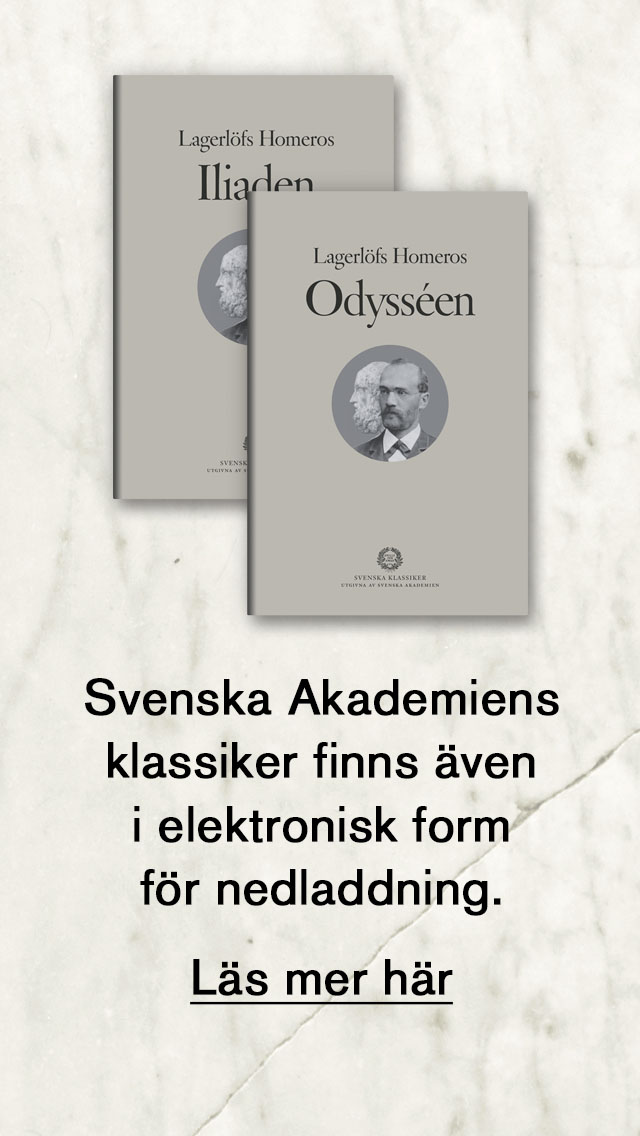 Lagerlöfs Homeros
Iliaden
Lagerlöfs Homeros
Odysséen
SVENSKA KLASSIKER
UTGIVNA AV SVENSKA AKADEMIEN
Svenska Akademiens
klassiker finns även
i elektronisk form
för nedladdning.
Läs mer här